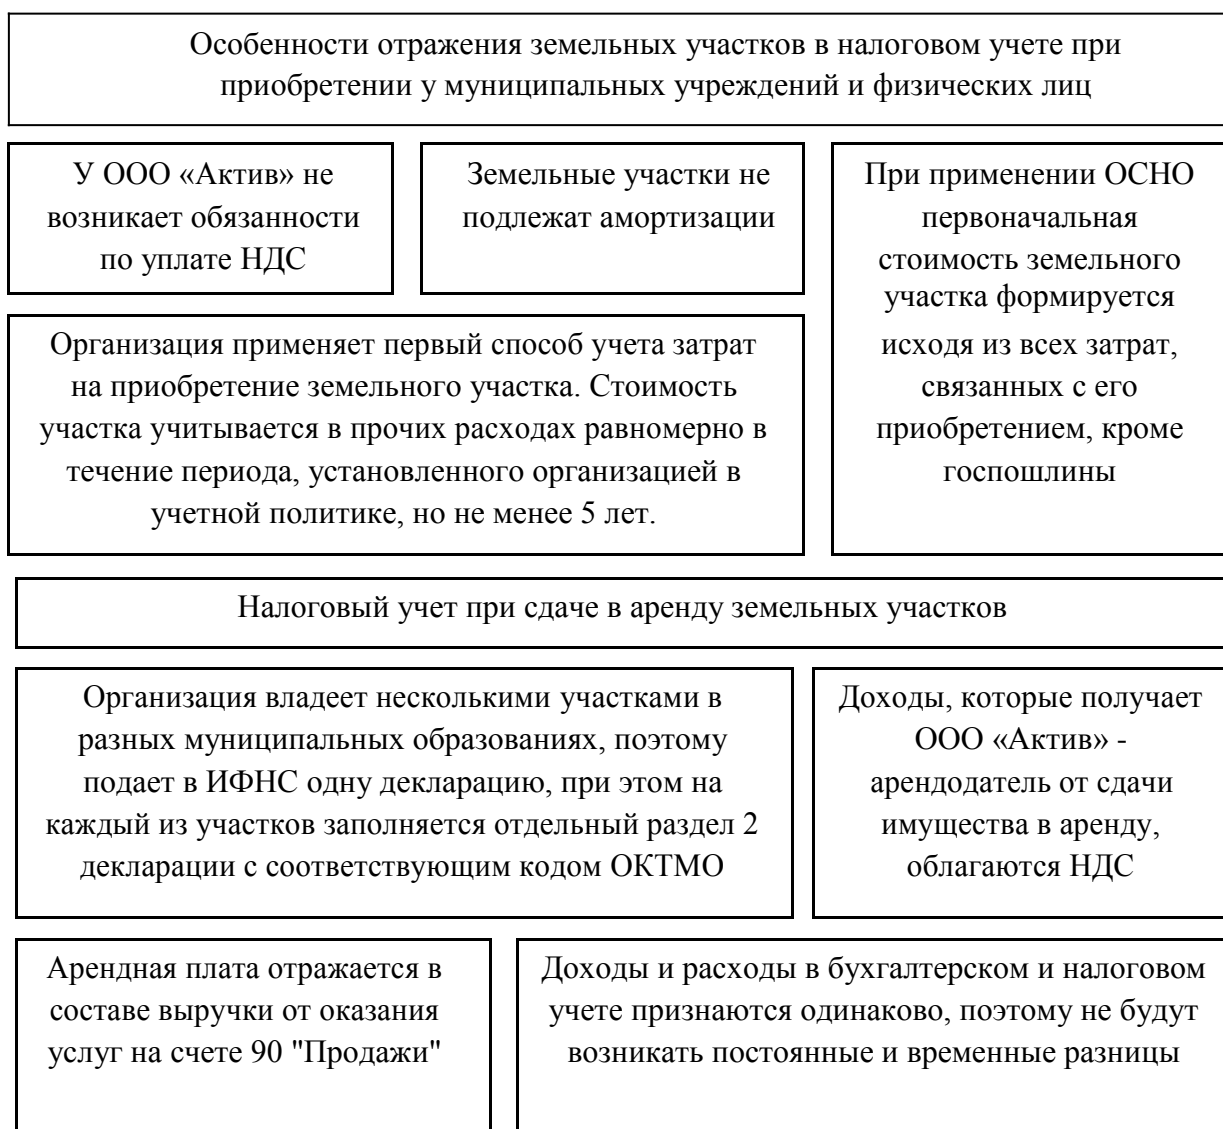 Особенности отражения земельных участков в налоговом учете при
приобретении у муниципальных учреждений и физических лиц
У ООО «Актив» не
возникает обязанности
по уплате НДС
Земельные участки не
подлежат амортизации
При применении ОСНО
первоначальная
стоимость земельного
участка формируется
исходя из всех затрат,
связанных с его
приобретением, кроме
госпошлины
Организация применяет первый способ учета затрат
на приобретение земельного участка. Стоимость
участка учитывается в прочих расходах равномерно в
течение периода, установленного организацией в
учетной политике, но не менее 5 лет.
Налоговый учет при сдаче в аренду земельных участков
Организация владеет несколькими участками в
разных муниципальных образованиях, поэтому
подает в ИФНС одну декларацию, при этом на
каждый из участков заполняется отдельный раздел 2
декларации с соответствующим кодом ОКТМО
Доходы, которые получает
ООО «Актив» -
арендодатель от сдачи
имущества в аренду,
облагаются НДС
Арендная плата отражается в
составе выручки от оказания
услуг на счете 90 "Продажи"
Доходы и расходы в бухгалтерском и налоговом
учете признаются одинаково, поэтому не будут
возникать постоянные и временные разницы